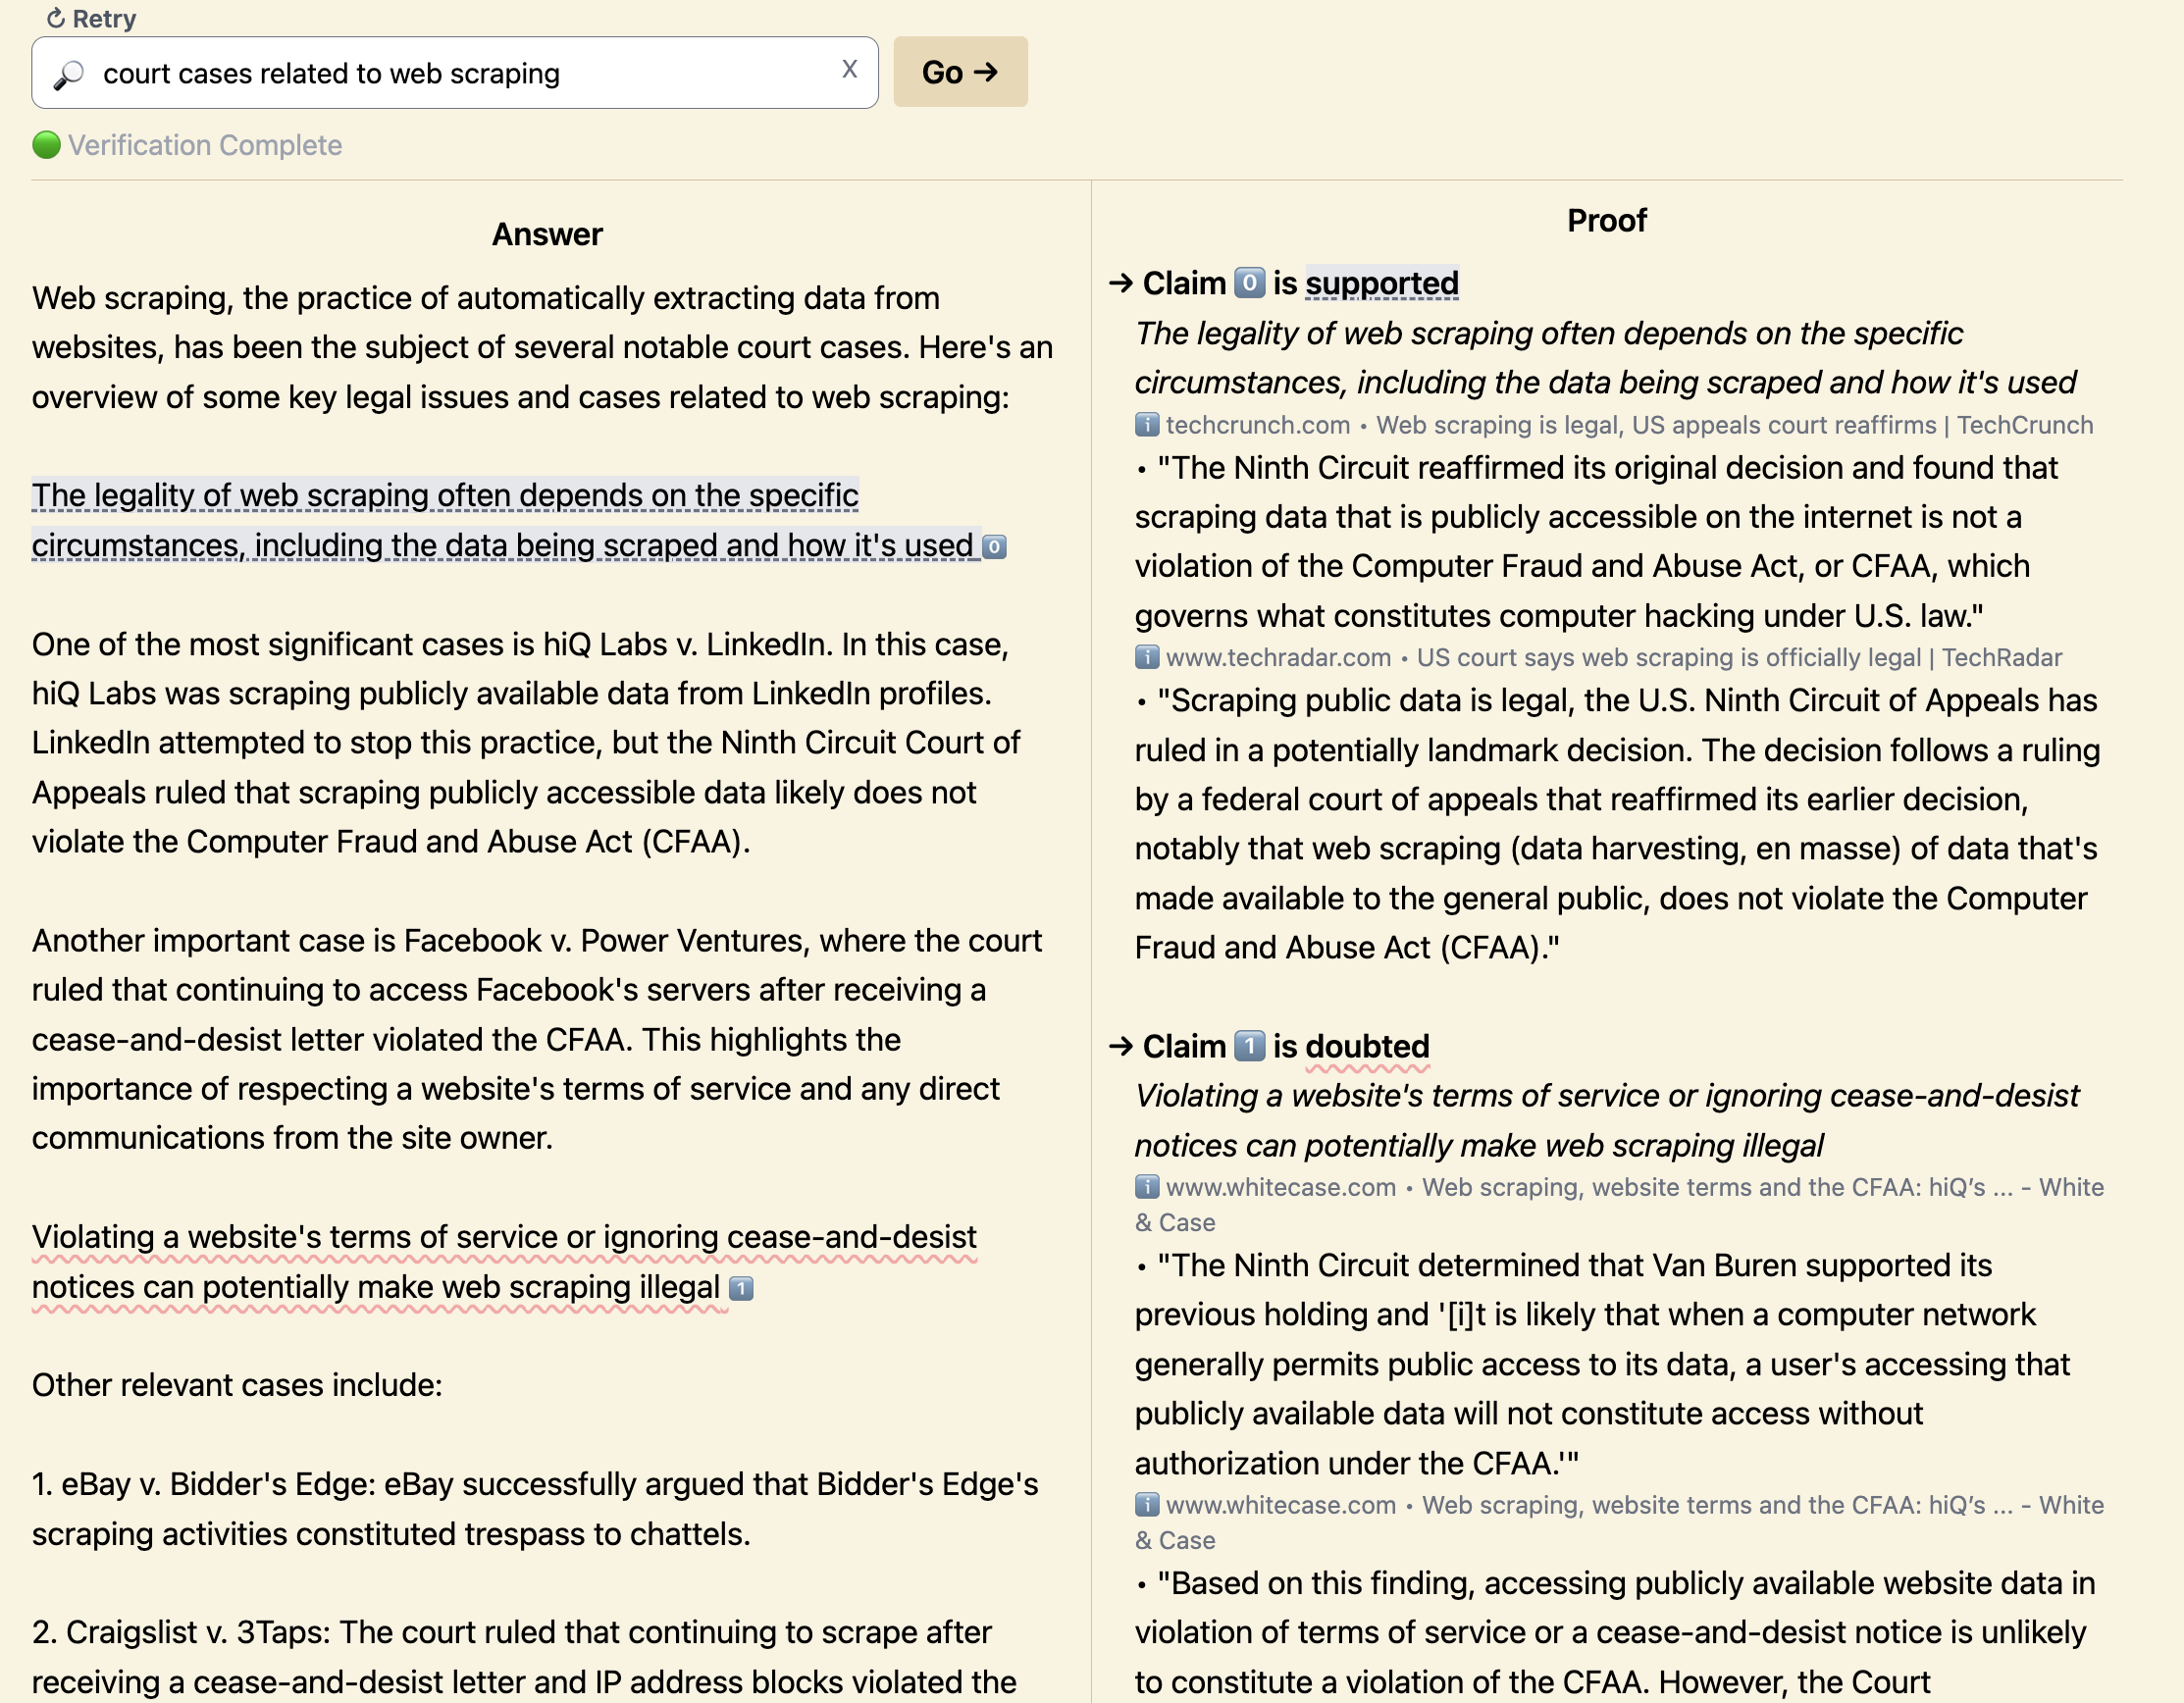 Retry
court cases related to web scraping
X
Go →
Verification Complete
Answer
Web scraping, the practice of automatically extracting data from
websites, has been the subject of several notable court cases. Here's an
overview of some key legal issues and cases related to web scraping:
The legality of web scraping often depends on the specific
circumstances, including the data being scraped and how it's used 0
One of the most significant cases is hiQ Labs v. LinkedIn. In this case,
hiQ Labs was scraping publicly available data from LinkedIn profiles.
LinkedIn attempted to stop this practice, but the Ninth Circuit Court of
Appeals ruled that scraping publicly accessible data likely does not
violate the Computer Fraud and Abuse Act (CFAA).
Another important case is Facebook v. Power Ventures, where the court
ruled that continuing to access Facebook's servers after receiving a
cease-and-desist letter violated the CFAA. This highlights the
importance of respecting a website's terms of service and any direct
communications from the site owner.
Violating a website's terms of service or ignoring cease-and-desist
notices can potentially make web scraping illegal 1
Other relevant cases include:
1. eBay v. Bidder's Edge: eBay successfully argued that Bidder's Edge's
scraping activities constituted trespass to chattels.
2. Craigslist v. 3Taps: The court ruled that continuing to scrape after
receiving a cease-and-desist letter and IP address blocks violated the
Proof
→ Claim 0 is supported
The legality of web scraping often depends on the specific
circumstances, including the data being scraped and how it's used
i techcrunch.com • Web scraping is legal, US appeals court reaffirms | TechCrunch
• "The Ninth Circuit reaffirmed its original decision and found that
scraping data that is publicly accessible on the internet is not a
violation of the Computer Fraud and Abuse Act, or CFAA, which
governs what constitutes computer hacking under U.S. law."
i www.techradar.com • US court says web scraping is officially legal | TechRadar
• "Scraping public data is legal, the U.S. Ninth Circuit of Appeals has
ruled in a potentially landmark decision. The decision follows a ruling
by a federal court of appeals that reaffirmed its earlier decision,
notably that web scraping (data harvesting, en masse) of data that's
made available to the general public, does not violate the Computer
Fraud and Abuse Act (CFAA)."
→ Claim 1 is doubted
Violating a website's terms of service or ignoring cease-and-desist
notices can potentially make web scraping illegal
i www.whitecase.com • Web scraping, website terms and the CFAA: hiQ’s ... - White
& Case
• "The Ninth Circuit determined that Van Buren supported its
previous holding and '[i]t is likely that when a computer network
generally permits public access to its data, a user's accessing that
publicly available data will not constitute access without
authorization under the CFAA.'"
i www.whitecase.com • Web scraping, website terms and the CFAA: hiQ’s ... - White
& Case
• "Based on this finding, accessing publicly available website data in
violation of terms of service or a cease-and-desist notice is unlikely
to constitute a violation of the CFAA. However, the Court